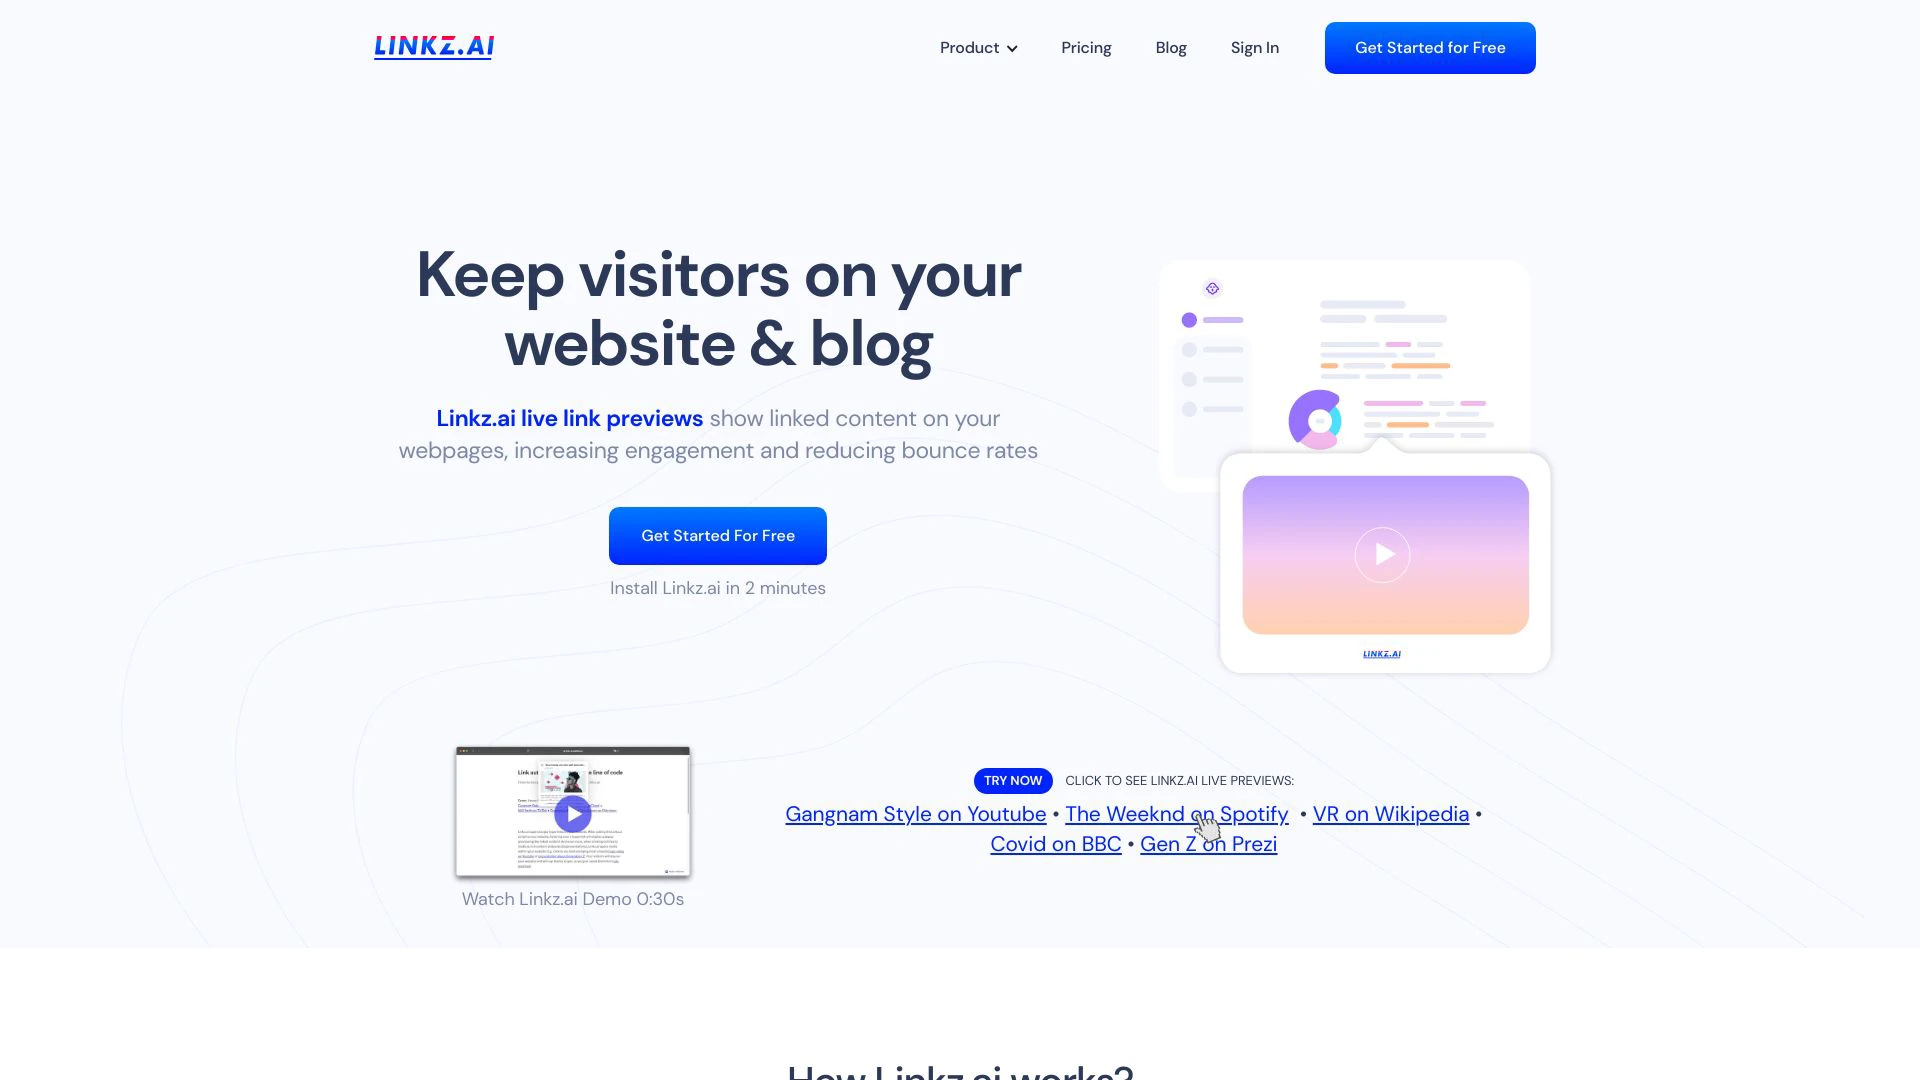 LINKZ.AI
Product
Pricing
Blog
Sign In
Get Started for Free
Keep visitors on your
website & blog
Linkz.ai live link previews show linked content on your
webpages, increasing engagement and reducing bounce rates
Get Started For Free
Install Linkz.ai in 2 minutes
LINKZ.AI
Watch Linkz.ai Demo 0:30s
TRY NOW CLICK TO SEE LINKZ.AI LIVE PREVIEWS:
Gangnam Style on Youtube • The Weeknd on Spotify • VR on Wikipedia •
Covid on BBC • Gen Z on Prezi
How Linkz.ai works?